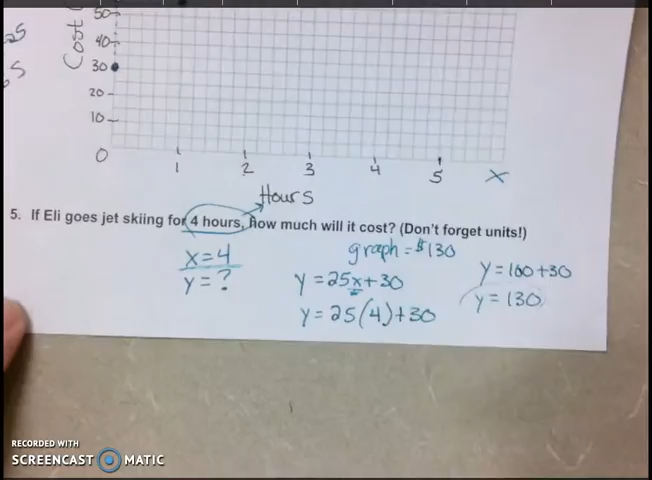 50
Cost (
40
25
30
5
20
10
0
1 2 3 4 5 X
Hours
5. If Eli goes jet skiing for 4 hours, how much will it cost? (Don't forget units!)
graph = $130
x=4
y = ?
y = 25x+30
y = 25(4)+30
y = 100+30
y = 130
RECORDED WITH
SCREENCAST MATIC